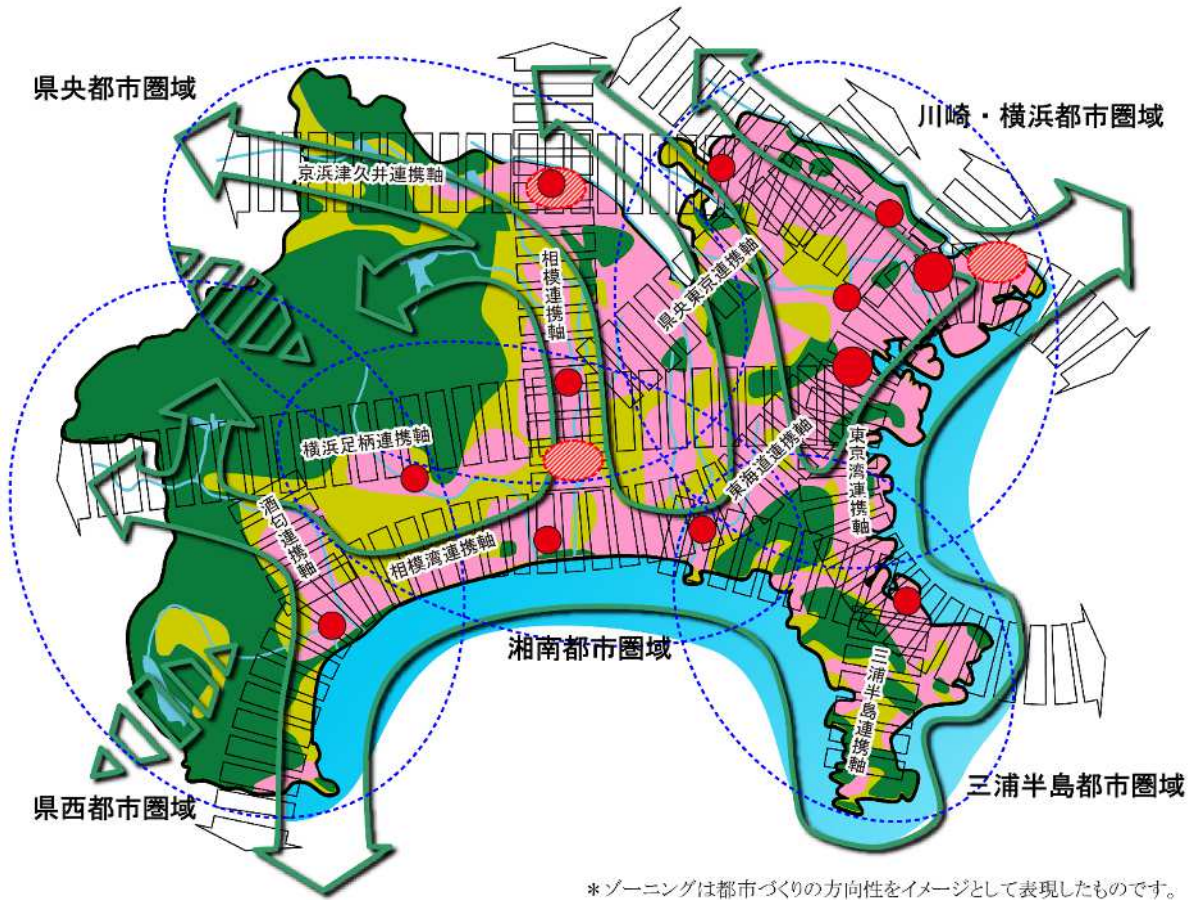 県央都市圏域
川崎・横浜都市圏域
京浜津久井連携軸
相模連携軸
県央東京連携軸
横浜足柄連携軸
東海道連携軸
東京湾連携軸
酒匂連携軸
相模湾連携軸
湘南都市圏域
三浦半島連携軸
県西都市圏域
三浦半島都市圏域
*ゾーニングは都市づくりの方向性をイメージとして表現したものです。